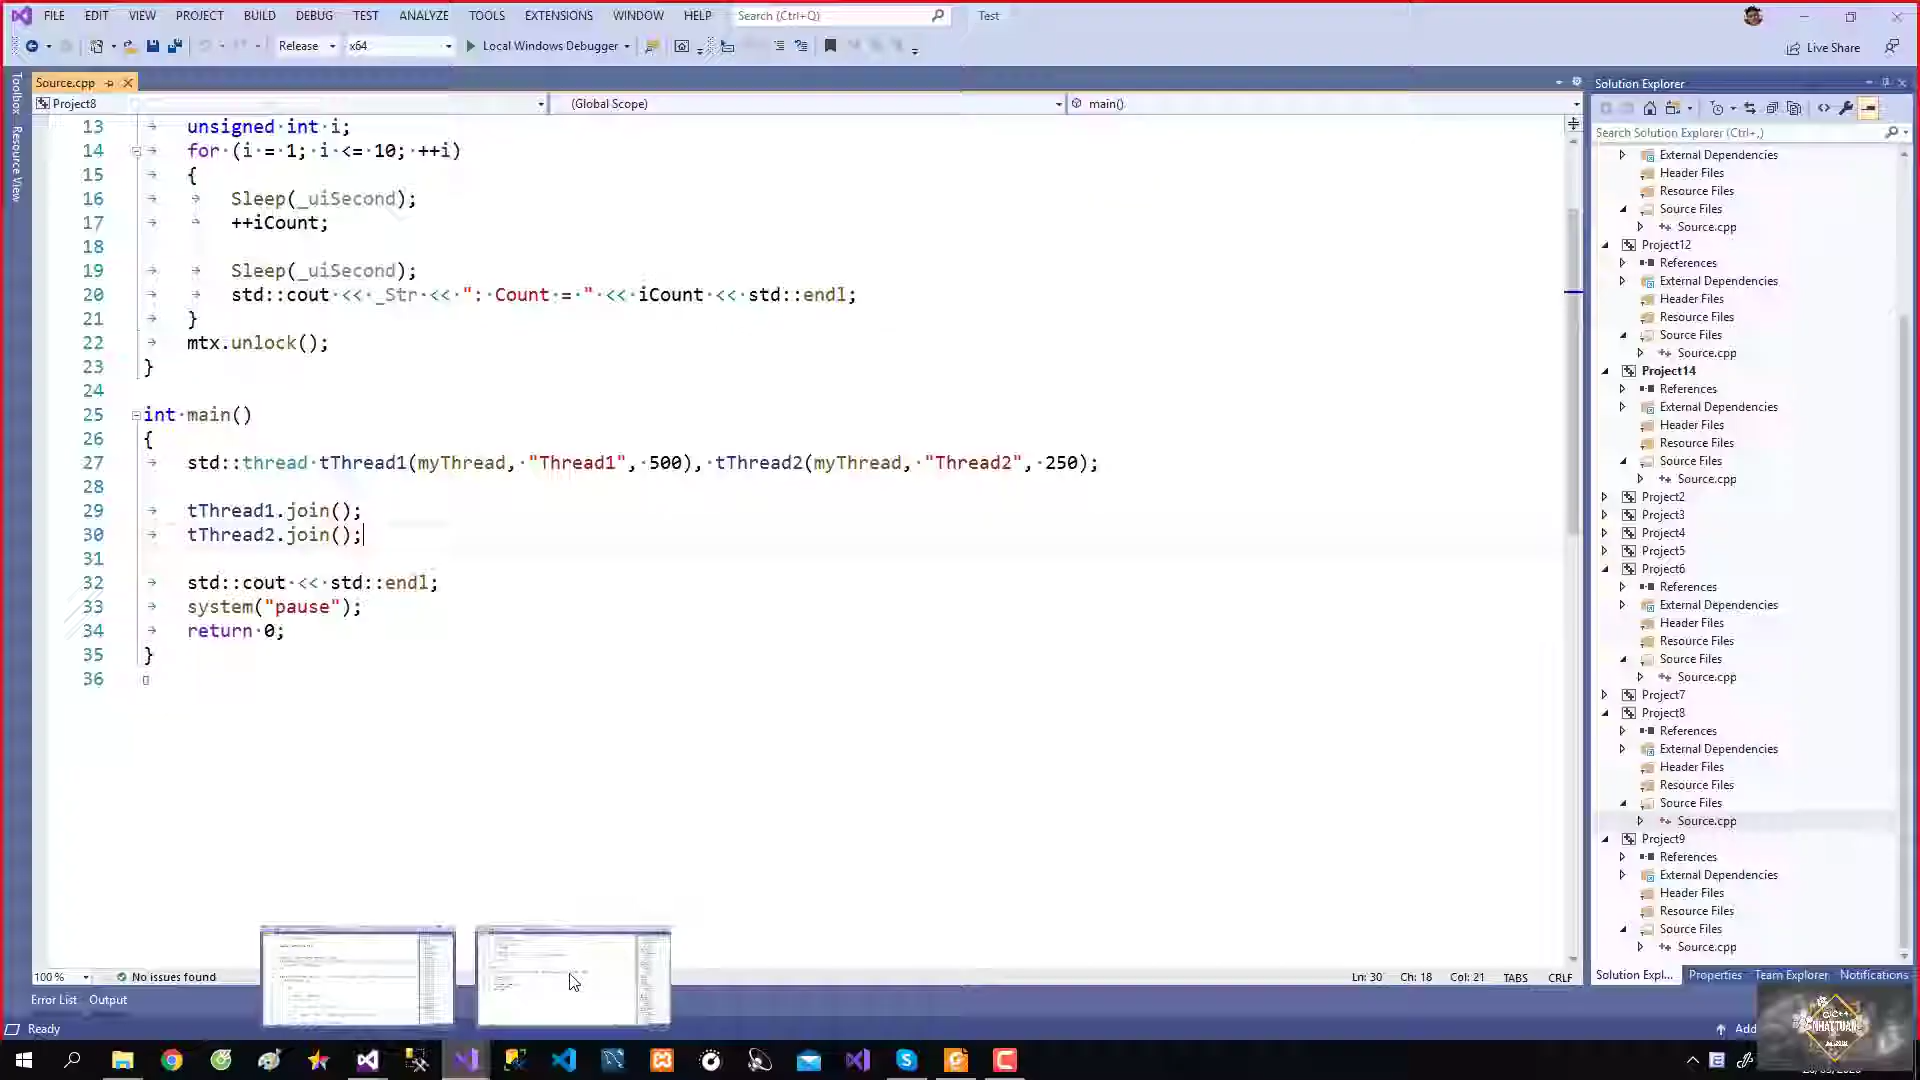 FILE EDIT VIEW PROJECT BUILD DEBUG TEST ANALYZE TOOLS EXTENSIONS WINDOW HELP Search (Ctrl+Q) Test
Release x64 Local Windows Debugger Live Share
Toolbox
Resource View
Source.cpp
Project8 (Global Scope) main()
13 unsigned int i;
14 for (i = 1; i <= 10; ++i)
15 {
16 Sleep(_uiSecond);
17 ++iCount;
18
19 Sleep(_uiSecond);
20 std::cout << _Str << ": Count = " << iCount << std::endl;
21 }
22 mtx.unlock();
23 }
24
25 int main()
26 {
27 std::thread tThread1(myThread, "Thread1", 500), tThread2(myThread, "Thread2", 250);
28
29 tThread1.join();
30 tThread2.join();
31
32 std::cout << std::endl;
33 system("pause");
34 return 0;
35 }
36
100 % No issues found Ln: 30 Ch: 18 Col: 21 TABS CRLF
Error List Output
Ready
Solution Explorer
Search Solution Explorer (Ctrl+,)
External Dependencies
Header Files
Resource Files
Source Files
Source.cpp
Project12
References
External Dependencies
Header Files
Resource Files
Source Files
Source.cpp
Project14
References
External Dependencies
Header Files
Resource Files
Source Files
Source.cpp
Project2
Project3
Project4
Project5
Project6
References
External Dependencies
Header Files
Resource Files
Source Files
Source.cpp
Project7
Project8
References
External Dependencies
Header Files
Resource Files
Source Files
Source.cpp
Project9
References
External Dependencies
Header Files
Resource Files
Source Files
Source.cpp
Solution Expl... Properties Team Explorer Notifications
Add
NHATTUAN